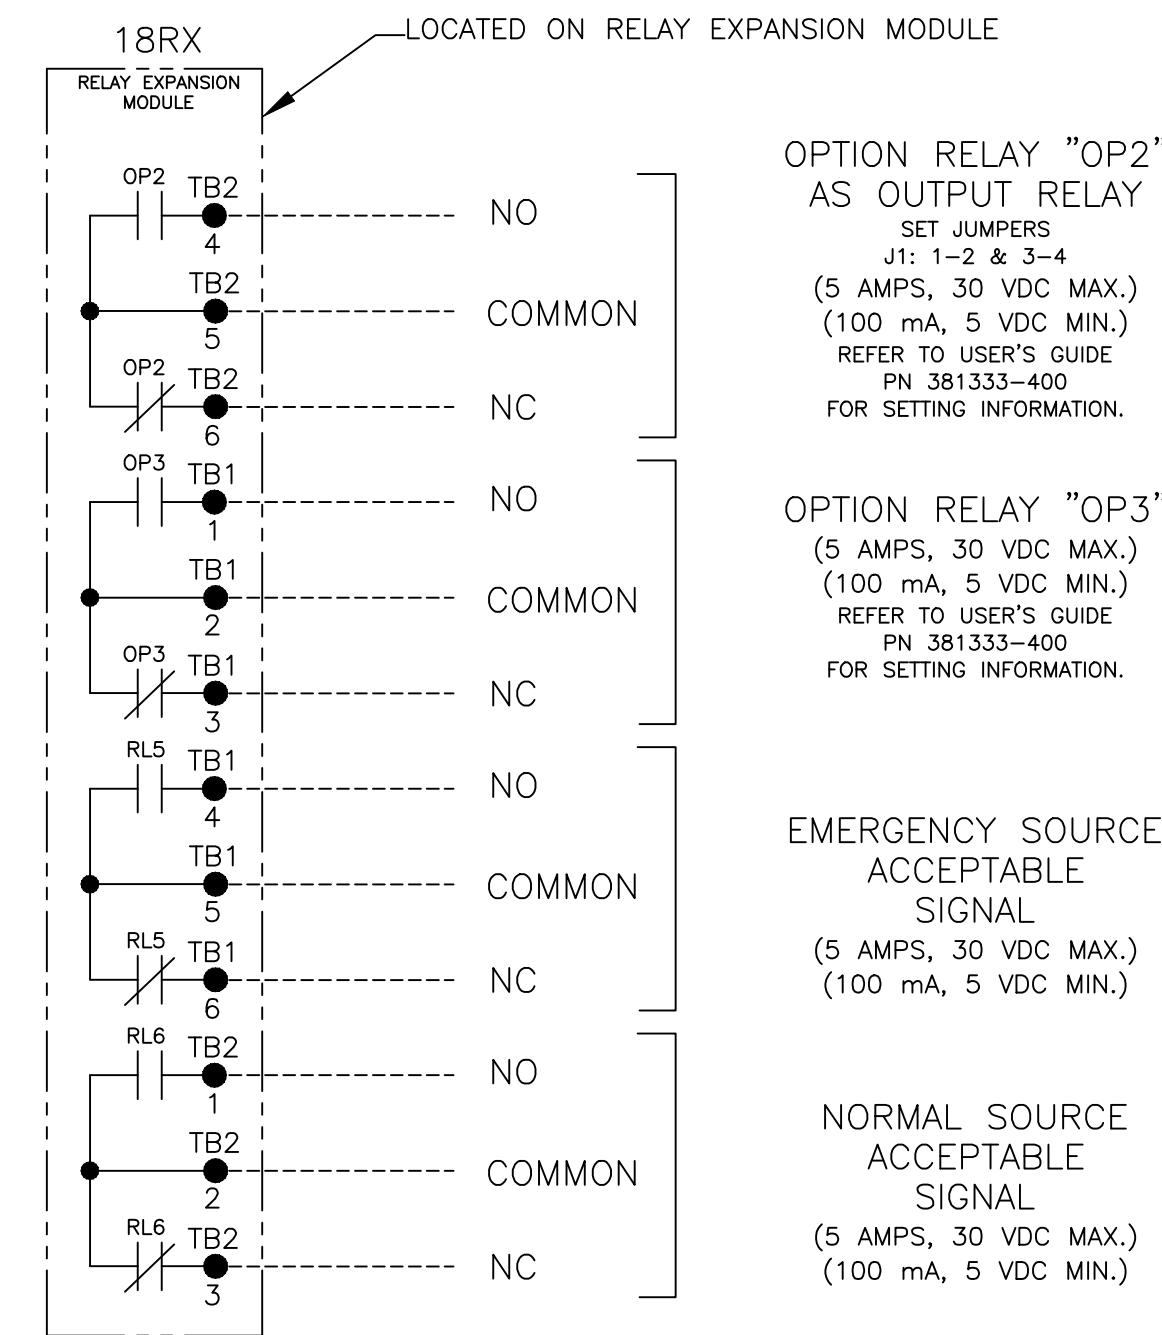 18RX
LOCATED ON RELAY EXPANSION MODULE
RELAY EXPANSION
MODULE
OP2 TB2
4
NO
TB2
5
COMMON
OP2 TB2
6
NC
OPTION RELAY "OP2"
AS OUTPUT RELAY
SET JUMPERS
J1: 1-2 & 3-4
(5 AMPS, 30 VDC MAX.)
(100 mA, 5 VDC MIN.)
REFER TO USER'S GUIDE
PN 381333-400
FOR SETTING INFORMATION.
OP3 TB1
1
NO
TB1
2
COMMON
OP3 TB1
3
NC
OPTION RELAY "OP3"
(5 AMPS, 30 VDC MAX.)
(100 mA, 5 VDC MIN.)
REFER TO USER'S GUIDE
PN 381333-400
FOR SETTING INFORMATION.
RL5 TB1
4
NO
TB1
5
COMMON
RL5 TB1
6
NC
EMERGENCY SOURCE
ACCEPTABLE
SIGNAL
(5 AMPS, 30 VDC MAX.)
(100 mA, 5 VDC MIN.)
RL6 TB2
1
NO
TB2
2
COMMON
RL6 TB2
3
NC
NORMAL SOURCE
ACCEPTABLE
SIGNAL
(5 AMPS, 30 VDC MAX.)
(100 mA, 5 VDC MIN.)